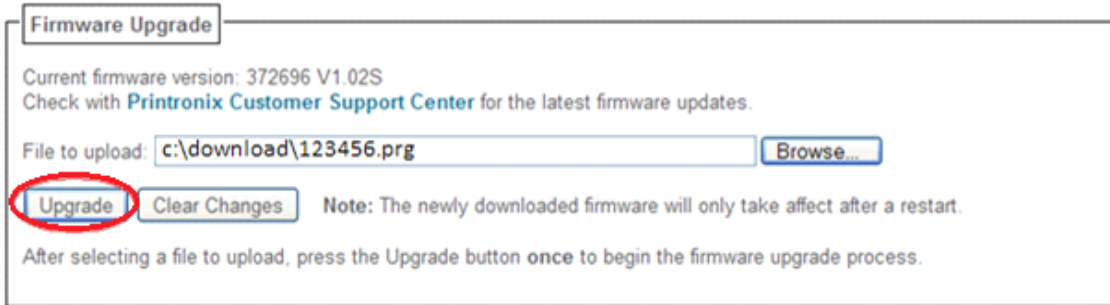 Firmware Upgrade
Current firmware version: 372696 V1.02S
Check with Printronix Customer Support Center for the latest firmware updates.
File to upload: c:\download\123456.prg Browse...
Upgrade Clear Changes Note: The newly downloaded firmware will only take affect after a restart.
After selecting a file to upload, press the Upgrade button once to begin the firmware upgrade process.